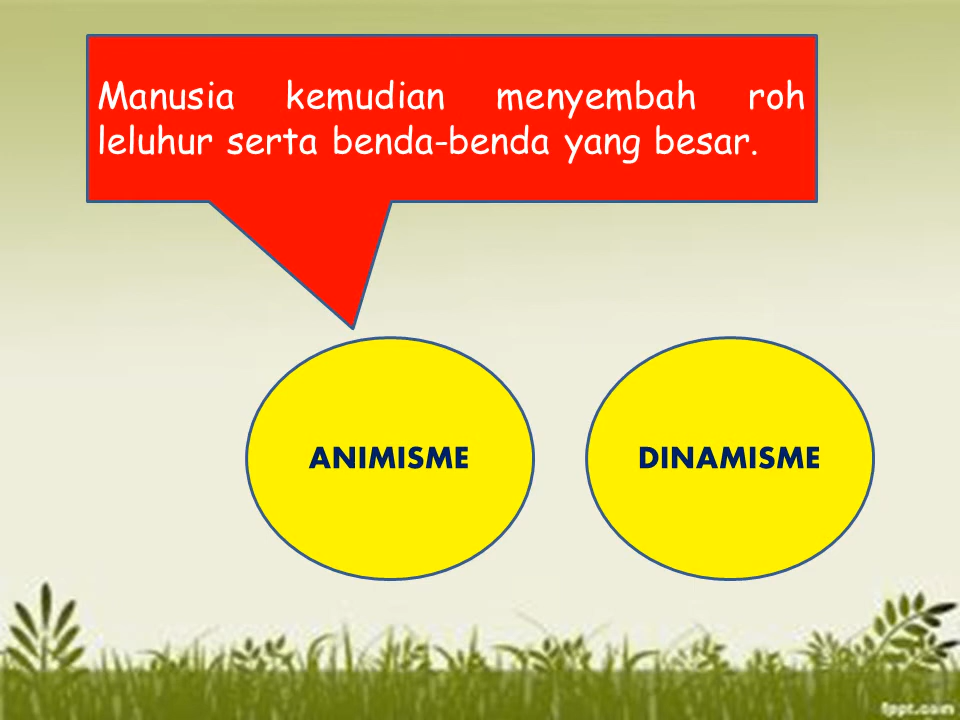 Manusia kemudian menyembah roh
leluhur serta benda-benda yang besar.
ANIMISME
DINAMISME
fppt.com